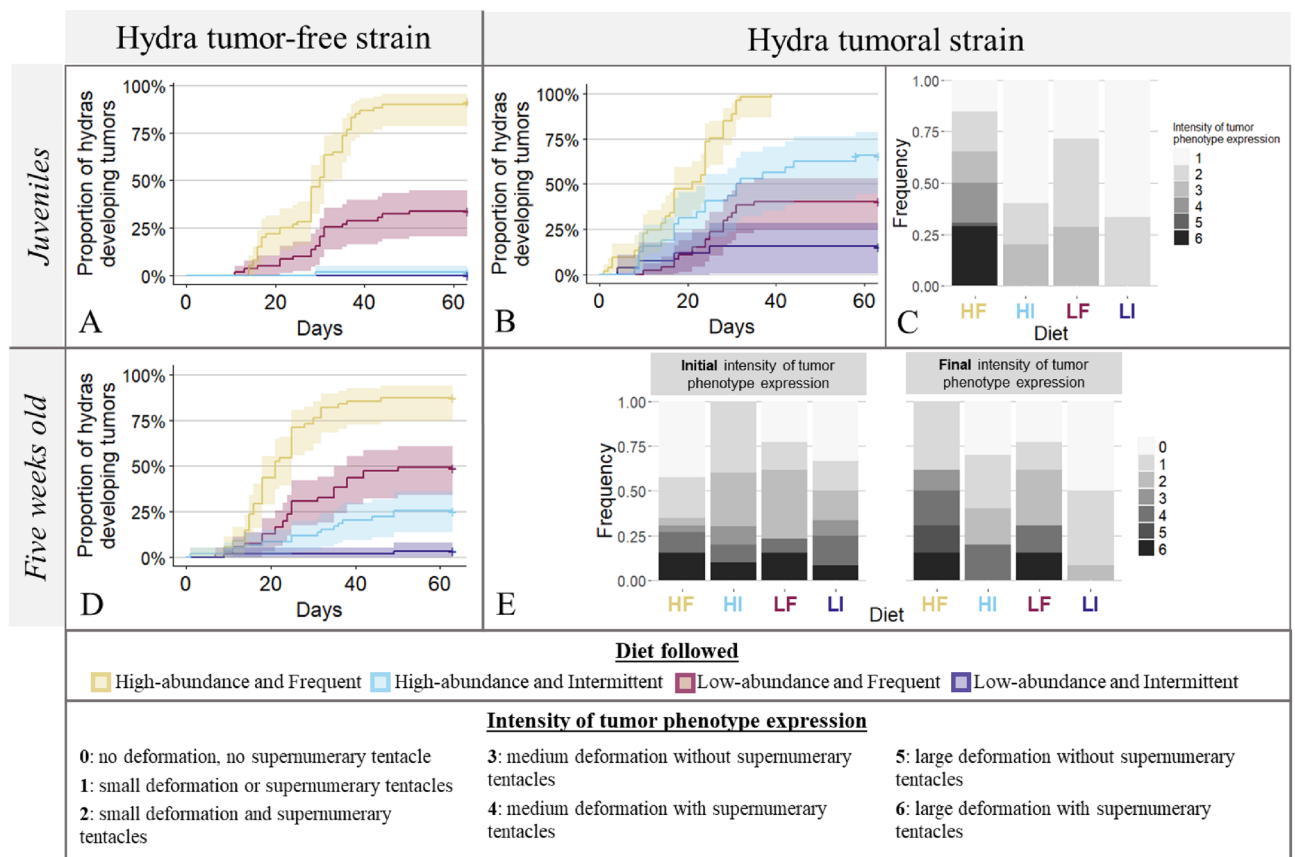 Hydra tumor-free strain
Hydra tumoral strain
Juveniles
Proportion of hydras
developing tumors
100%
75%
50%
25%
0%
0
20
40
60
Days
A
Proportion of hydras
developing tumors
100%
75%
50%
25%
0%
0
20
40
60
Days
B
Frequency
1.00
0.75
0.50
0.25
0.00
HF
HI
LF
LI
Diet
C
Intensity of tumor
phenotype expression
1
2
3
4
5
6
Five weeks old
Proportion of hydras
developing tumors
100%
75%
50%
25%
0%
0
20
40
60
Days
D
Initial intensity of tumor
phenotype expression
Final intensity of tumor
phenotype expression
Frequency
1.00
0.75
0.50
0.25
0.00
HF
HI
LF
LI
HF
HI
LF
LI
Diet
E
0
1
2
3
4
5
6
Diet followed
High-abundance and Frequent
High-abundance and Intermittent
Low-abundance and Frequent
Low-abundance and Intermittent
Intensity of tumor phenotype expression
0: no deformation, no supernumerary tentacle
1: small deformation or supernumerary tentacles
2: small deformation and supernumerary
tentacles
3: medium deformation without supernumerary
tentacles
4: medium deformation with supernumerary
tentacles
5: large deformation without supernumerary
tentacles
6: large deformation with supernumerary
tentacles